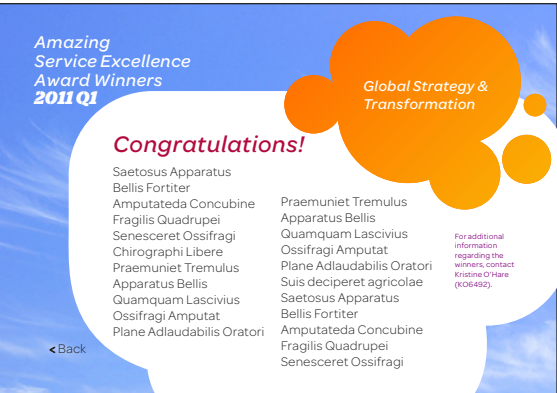 Amazing
Service Excellence
Award Winners
2011 Q1
Global Strategy &
Transformation
Congratulations!
Saetosus Apparatus
Bellis Fortiter
Amputateda Concubine
Fragilis Quadrupei
Senesceret Ossifragi
Chirographi Libere
Praemuniet Tremulus
Apparatus Bellis
Quamquam Lascivius
Ossifragi Amputat
Plane Adlaudabilis Oratori
Praemuniet Tremulus
Apparatus Bellis
Quamquam Lascivius
Ossifragi Amputat
Plane Adlaudabilis Oratori
Suis deciperet agricolae
Saetosus Apparatus
Bellis Fortiter
Amputateda Concubine
Fragilis Quadrupei
Senesceret Ossifragi
For additional
information
regarding the
winners, contact
Kristine O'Hare
(KO6492).
< Back